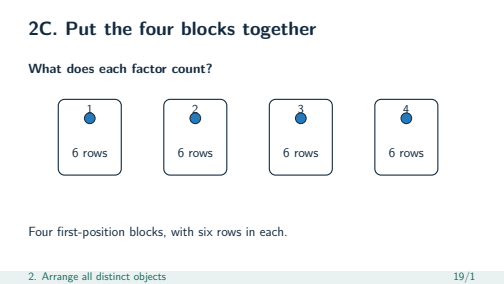 2C. Put the four blocks together
What does each factor count?
1 2 3 4
6 rows 6 rows 6 rows 6 rows
Four first-position blocks, with six rows in each.
2. Arrange all distinct objects 19/1